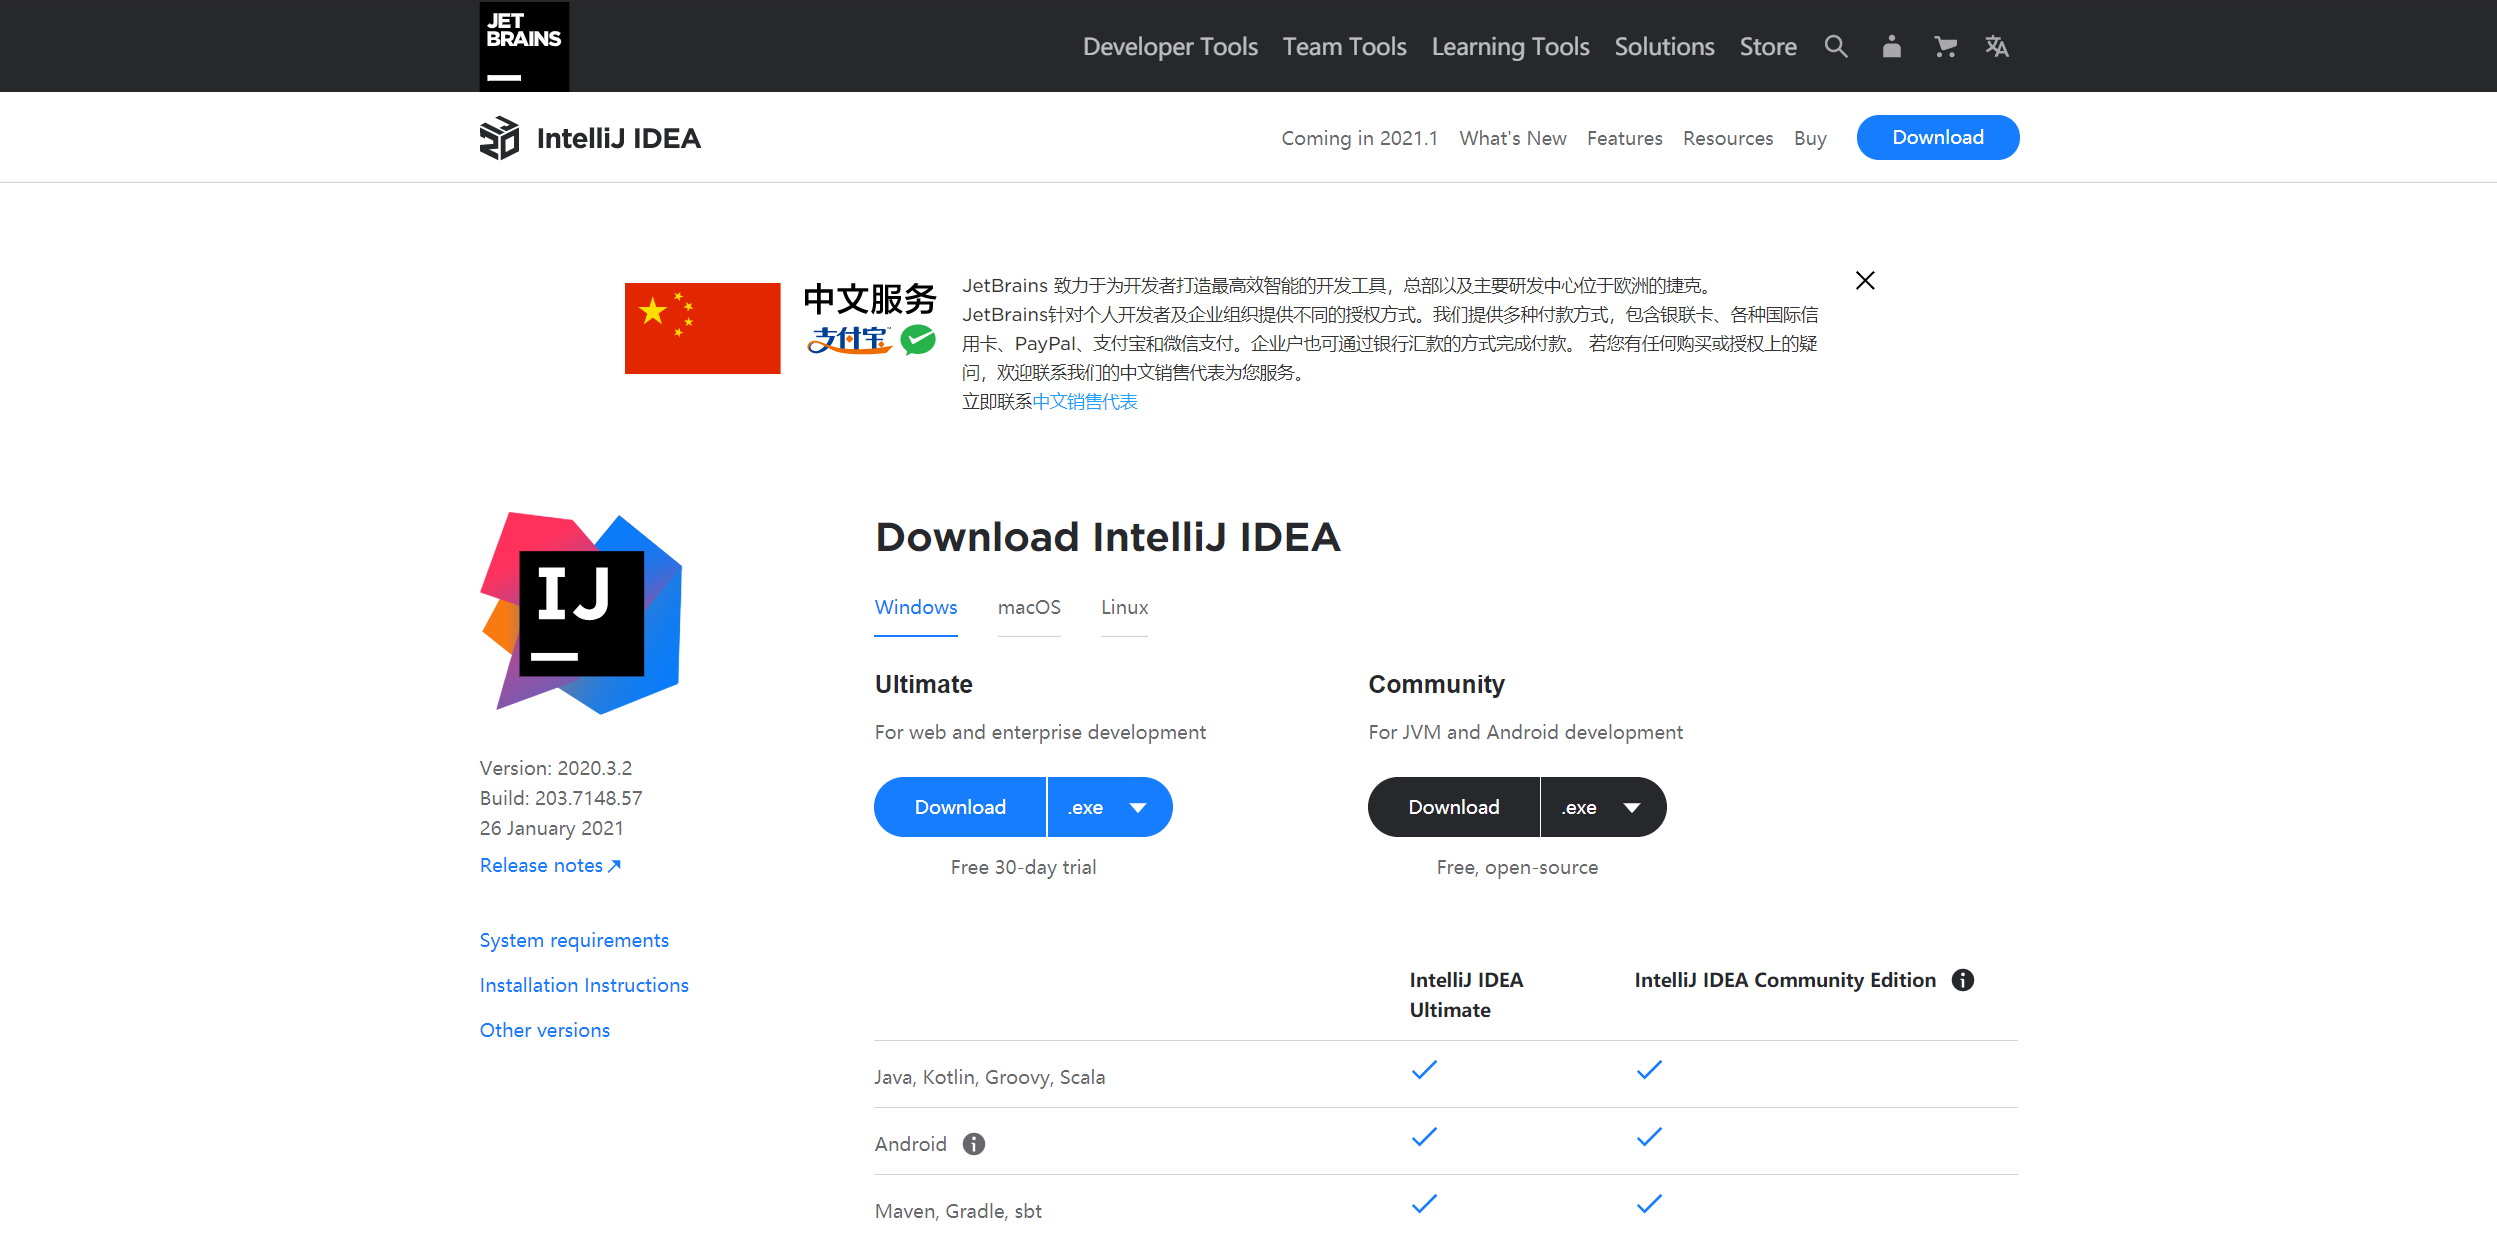 JET
BRAINS
Developer Tools Team Tools Learning Tools Solutions Store
IntelliJ IDEA
Coming in 2021.1 What's New Features Resources Buy Download
中文服务
支付宝
JetBrains 致力于为开发者打造最高效智能的开发工具，总部以及主要研发中心位于欧洲的捷克。
JetBrains针对个人开发者及企业组织提供不同的授权方式。我们提供多种付款方式，包含银联卡、各种国际信
用卡、PayPal、支付宝和微信支付。企业户也可通过银行汇款的方式完成付款。 若您有任何购买或授权上的疑
问，欢迎联系我们的中文销售代表为您服务。
立即联系中文销售代表
IJ
Version: 2020.3.2
Build: 203.7148.57
26 January 2021
Release notes
System requirements
Installation Instructions
Other versions
Download IntelliJ IDEA
Windows macOS Linux
Ultimate
For web and enterprise development
Download .exe
Free 30-day trial
Community
For JVM and Android development
Download .exe
Free, open-source
IntelliJ IDEA
Ultimate
IntelliJ IDEA Community Edition
Java, Kotlin, Groovy, Scala
Android
Maven, Gradle, sbt